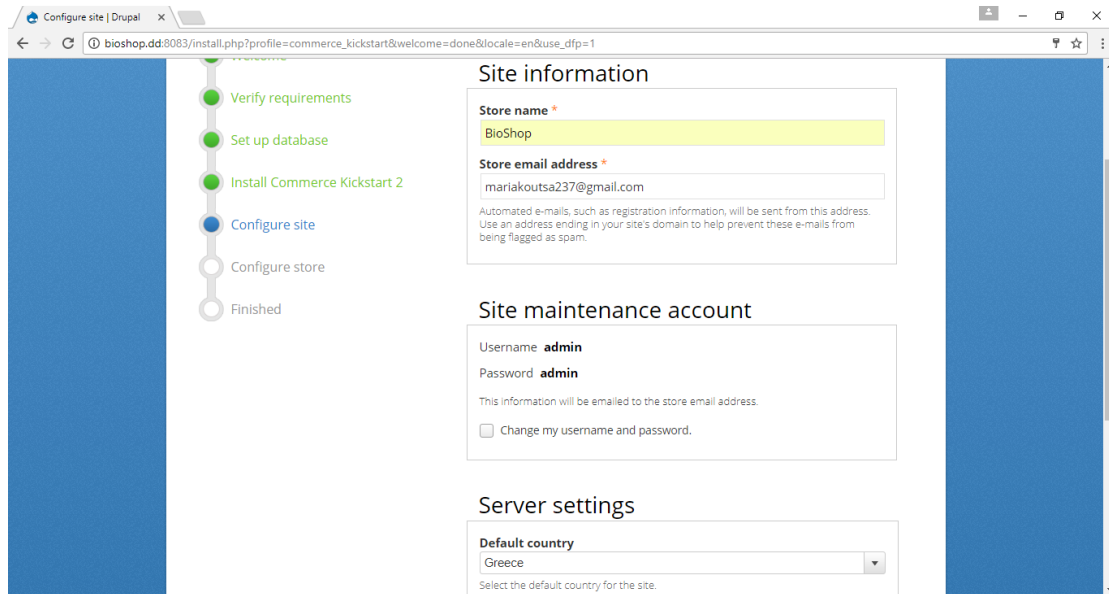 Configure site | Drupal
bioshop.dd:8083/install.php?profile=commerce_kickstart&welcome=done&locale=en&use_dfp=1
Welcome
Verify requirements
Set up database
Install Commerce Kickstart 2
Configure site
Configure store
Finished
Site information
Store name *
BioShop
Store email address *
mariakoutsa237@gmail.com
Automated e-mails, such as registration information, will be sent from this address.
Use an address ending in your site's domain to help prevent these e-mails from
being flagged as spam.
Site maintenance account
Username admin
Password admin
This information will be emailed to the store email address.
Change my username and password.
Server settings
Default country
Greece
Select the default country for the site.